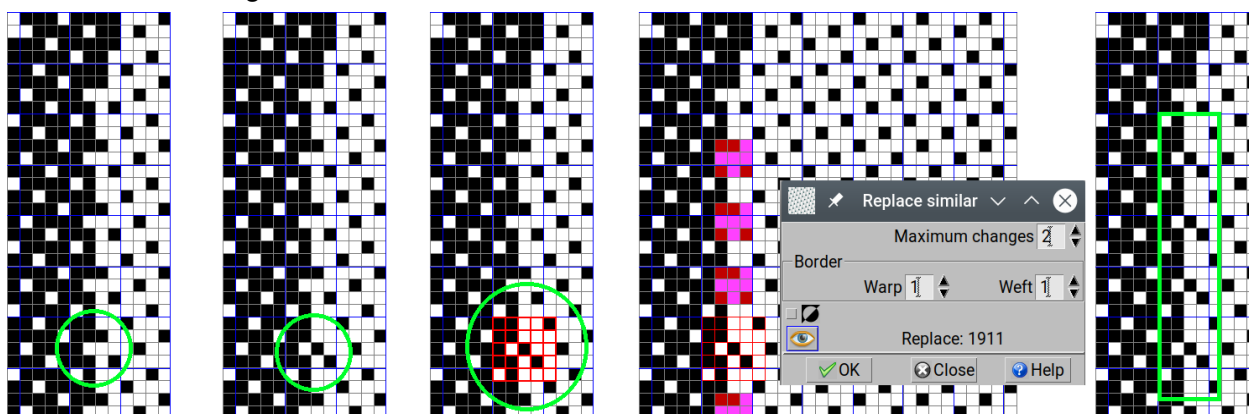 Replace similar
Maximum changes 2
Border
Warp 1 Weft 1
Replace: 1911
OK Close Help